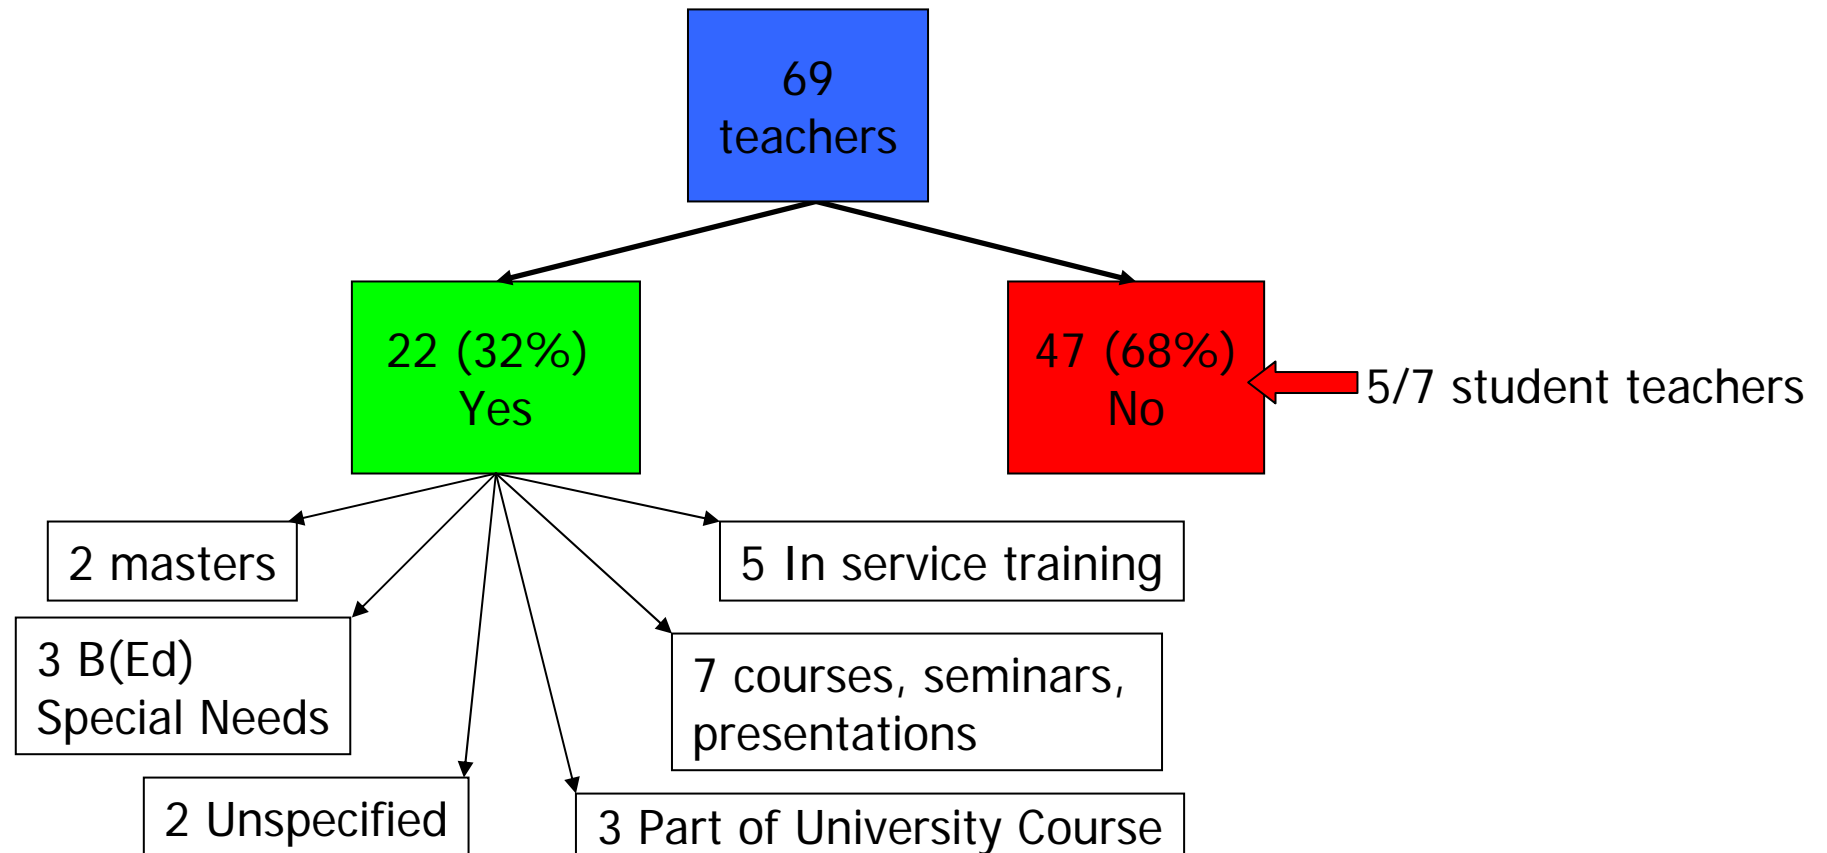 69
teachers
22 (32%)
Yes
47 (68%)
No
5/7 student teachers
2 masters
5 In service training
3 B(Ed)
Special Needs
7 courses, seminars,
presentations
2 Unspecified
3 Part of University Course